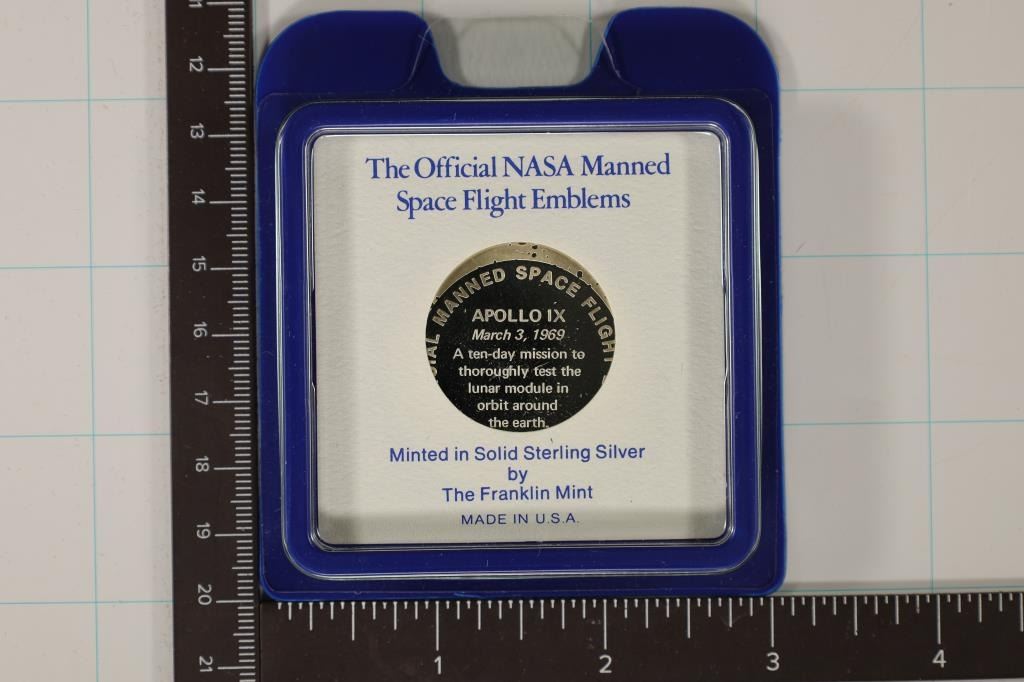 The Official NASA Manned
Space Flight Emblems
MANNED SPACE FLIGHT
APOLLO IX
March 3, 1969
A ten-day mission to
thoroughly test the
lunar module in
orbit around
the earth.
Minted in Solid Sterling Silver
by
The Franklin Mint
MADE IN U.S.A.
11
12
13
14
15
16
17
18
19
20
21
1 2 3 4